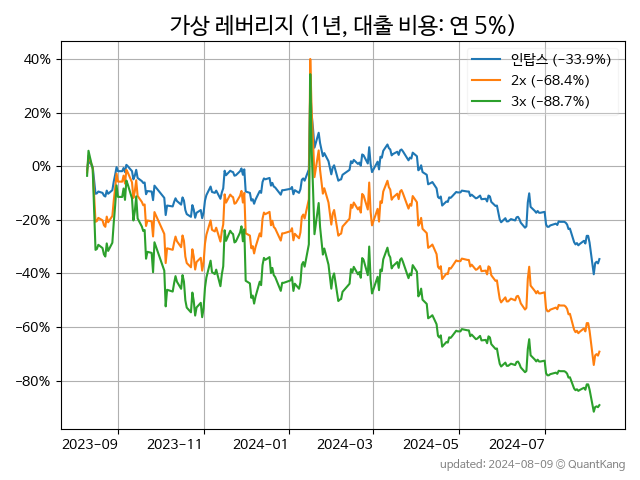 가상 레버리지 (1년, 대출 비용: 연 5%)
인탑스 (−33.9%)
2x (−68.4%)
3x (−88.7%)
40%
20%
0%
−20%
−40%
−60%
−80%
2023-09
2023-11
2024-01
2024-03
2024-05
2024-07
updated: 2024-08-09 © QuantKang